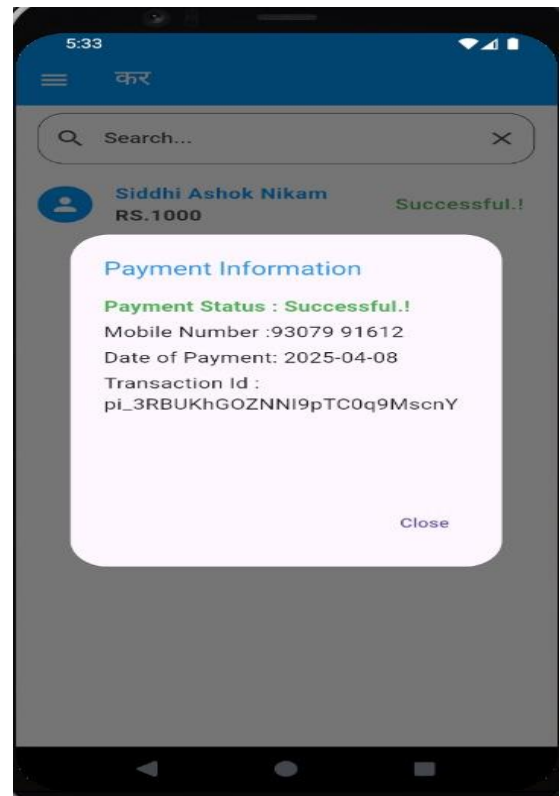 5:33
कर
Search...
Siddhi Ashok Nikam
RS.1000
Successful.!
Payment Information
Payment Status : Successful.!
Mobile Number :93079 91612
Date of Payment: 2025-04-08
Transaction Id :
pi_3RBUKhGOZNNI9pTC0q9MscnY
Close